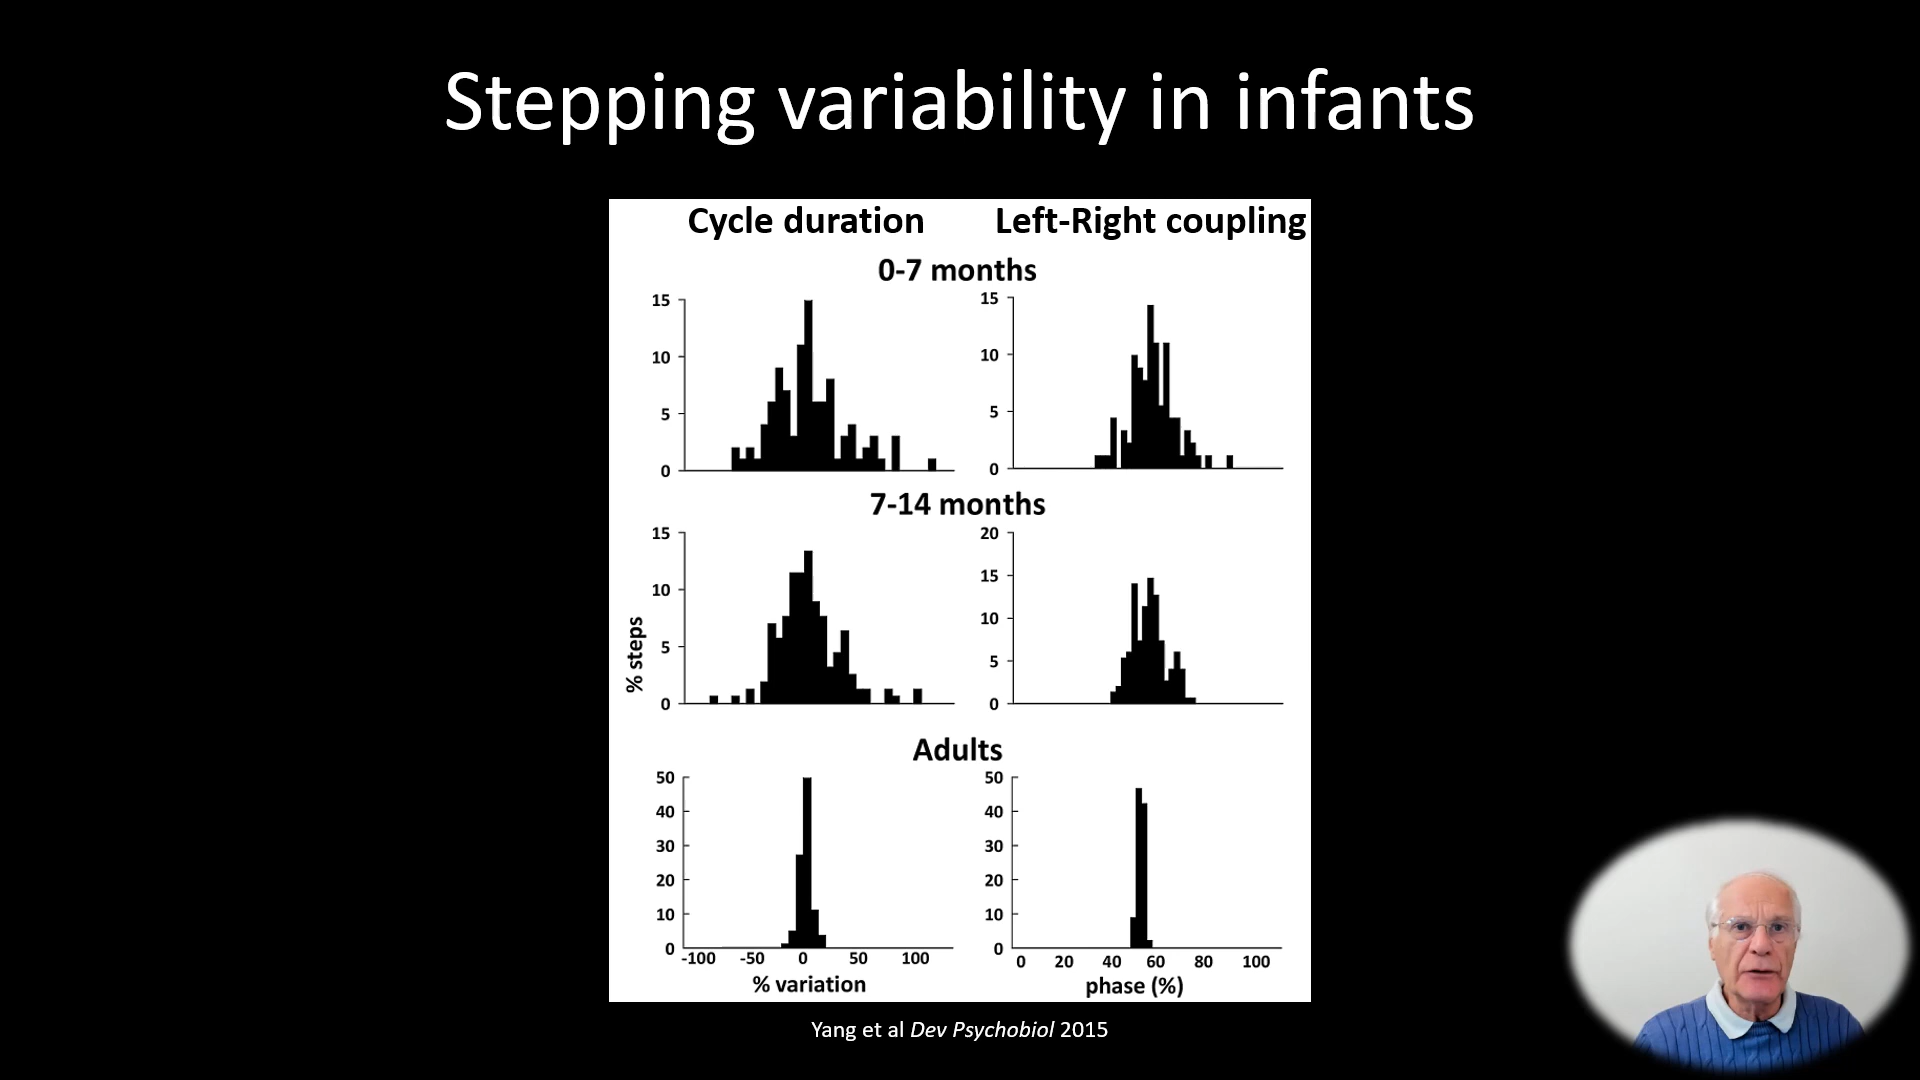 Stepping variability in infants
Cycle duration
Left-Right coupling
0-7 months
15
10
5
0
15
10
5
0
7-14 months
% steps
15
10
5
0
20
15
10
5
0
Adults
50
40
30
20
10
0
-100 -50 0 50 100
% variation
50
40
30
20
10
0
0 20 40 60 80 100
phase (%)
Yang et al Dev Psychobiol 2015